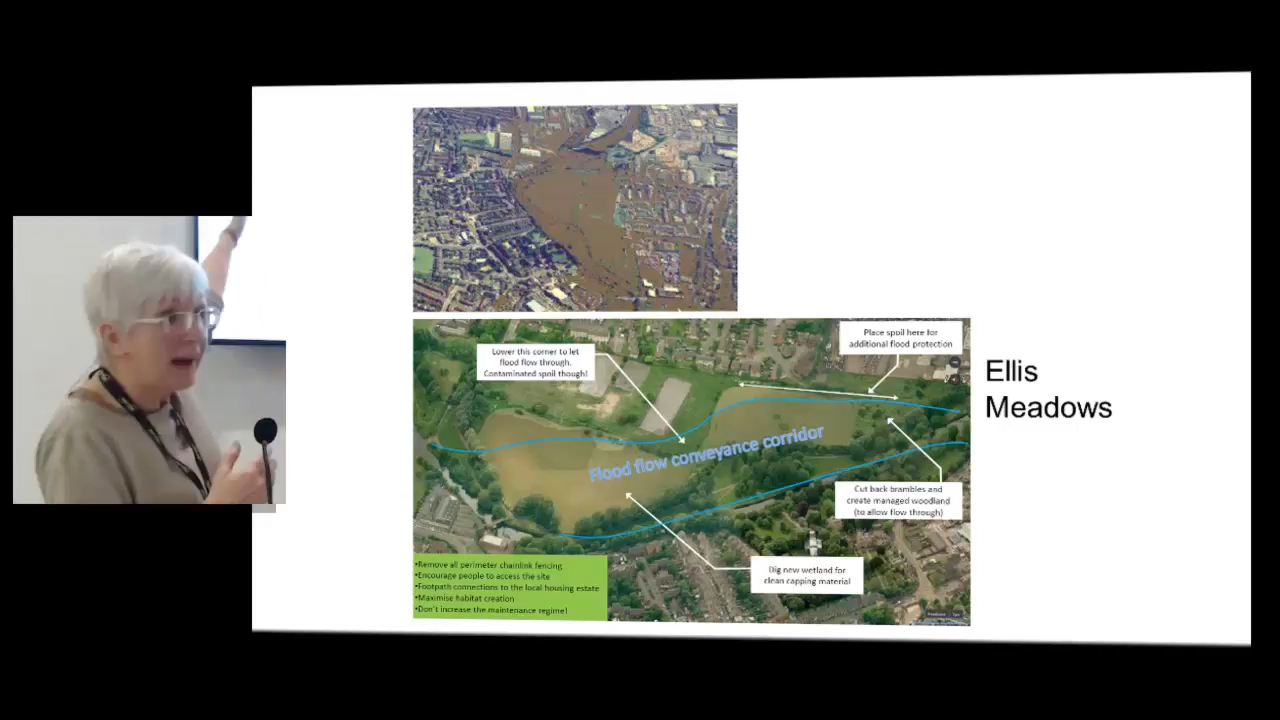 Place spoil here for
additional flood protection
Lower this corner to let
flood flow through.
Contaminated spoil though!
Ellis
Meadows
Flood flow conveyance corridor
Cut back brambles and
create managed woodland
(to allow flow through)
Dig new wetland for
clean capping material
•Remove all perimeter chainlink fencing
•Encourage people to access the site
•Footpath connections to the local housing estate
•Maximise habitat creation
•Don't increase the maintenance regime!